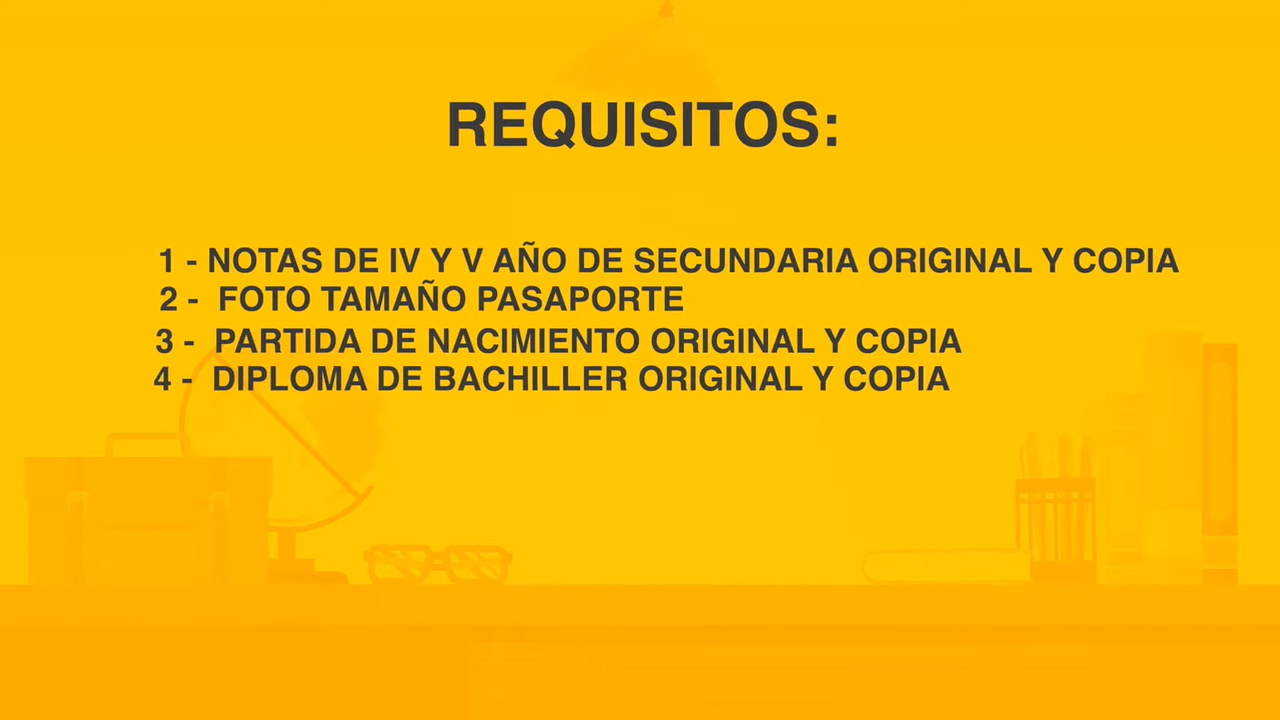 REQUISITOS:
1 - NOTAS DE IV Y V AÑO DE SECUNDARIA ORIGINAL Y COPIA
2 - FOTO TAMAÑO PASAPORTE
3 - PARTIDA DE NACIMIENTO ORIGINAL Y COPIA
4 - DIPLOMA DE BACHILLER ORIGINAL Y COPIA